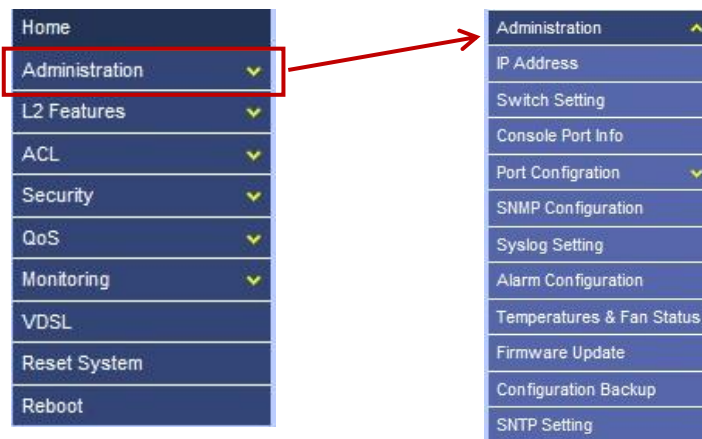 Home
Administration
L2 Features
ACL
Security
QoS
Monitoring
VDSL
Reset System
Reboot
Administration
IP Address
Switch Setting
Console Port Info
Port Configration
SNMP Configuration
Syslog Setting
Alarm Configuration
Temperatures & Fan Status
Firmware Update
Configuration Backup
SNTP Setting